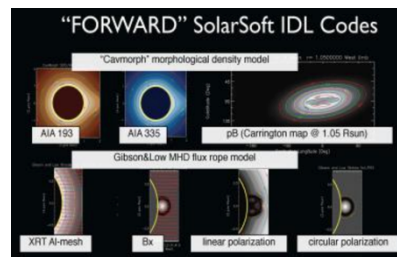 “FORWARD” SolarSoft IDL Codes
“Cavmorph” morphological density model
AIA 193
AIA 335
pB (Carrington map @ 1.05 Rsun)
Gibson&Low MHD flux rope model
XRT Al-mesh
Bx
linear polarization
circular polarization